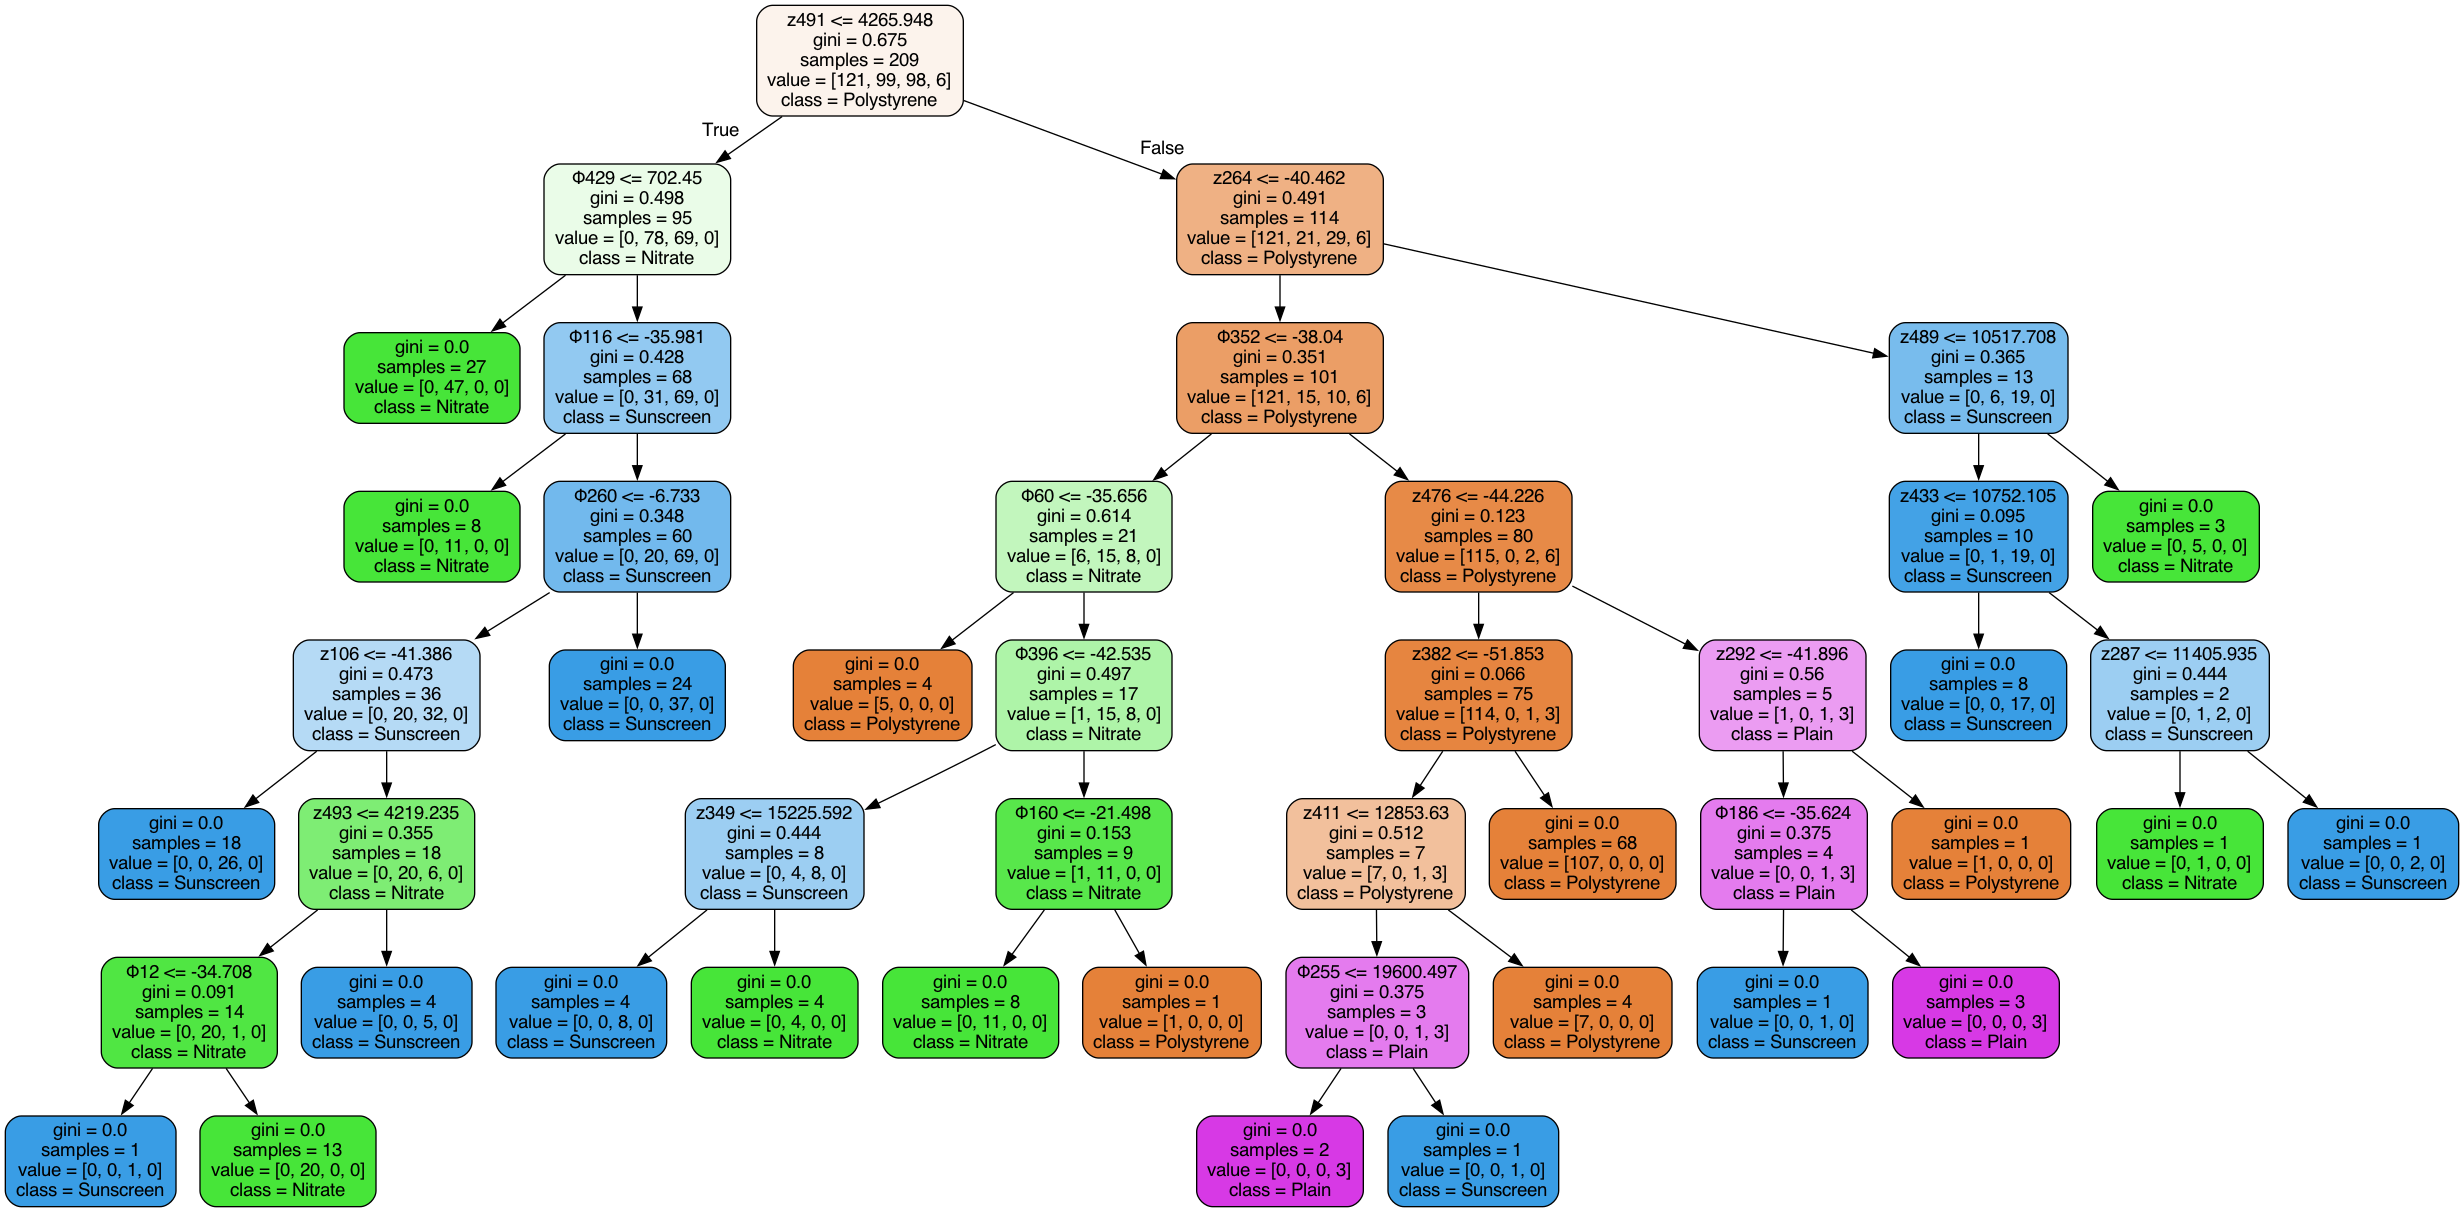 z491 <= 4265.948
gini = 0.675
samples = 209
value = [121, 99, 98, 6]
class = Polystyrene
True
False
Φ429 <= 702.45
gini = 0.498
samples = 95
value = [0, 78, 69, 0]
class = Nitrate
z264 <= -40.462
gini = 0.491
samples = 114
value = [121, 21, 29, 6]
class = Polystyrene
gini = 0.0
samples = 27
value = [0, 47, 0, 0]
class = Nitrate
Φ116 <= -35.981
gini = 0.428
samples = 68
value = [0, 31, 69, 0]
class = Sunscreen
Φ352 <= -38.04
gini = 0.351
samples = 101
value = [121, 15, 10, 6]
class = Polystyrene
z489 <= 10517.708
gini = 0.365
samples = 13
value = [0, 6, 19, 0]
class = Sunscreen
gini = 0.0
samples = 8
value = [0, 11, 0, 0]
class = Nitrate
Φ260 <= -6.733
gini = 0.348
samples = 60
value = [0, 20, 69, 0]
class = Sunscreen
Φ60 <= -35.656
gini = 0.614
samples = 21
value = [6, 15, 8, 0]
class = Nitrate
z476 <= -44.226
gini = 0.123
samples = 80
value = [115, 0, 2, 6]
class = Polystyrene
z433 <= 10752.105
gini = 0.095
samples = 10
value = [0, 1, 19, 0]
class = Sunscreen
gini = 0.0
samples = 3
value = [0, 5, 0, 0]
class = Nitrate
z106 <= -41.386
gini = 0.473
samples = 36
value = [0, 20, 32, 0]
class = Sunscreen
gini = 0.0
samples = 24
value = [0, 0, 37, 0]
class = Sunscreen
gini = 0.0
samples = 4
value = [5, 0, 0, 0]
class = Polystyrene
Φ396 <= -42.535
gini = 0.497
samples = 17
value = [1, 15, 8, 0]
class = Nitrate
z382 <= -51.853
gini = 0.066
samples = 75
value = [114, 0, 1, 3]
class = Polystyrene
z292 <= -41.896
gini = 0.56
samples = 5
value = [1, 0, 1, 3]
class = Plain
gini = 0.0
samples = 8
value = [0, 0, 17, 0]
class = Sunscreen
z287 <= 11405.935
gini = 0.444
samples = 2
value = [0, 1, 2, 0]
class = Sunscreen
gini = 0.0
samples = 18
value = [0, 0, 26, 0]
class = Sunscreen
z493 <= 4219.235
gini = 0.355
samples = 18
value = [0, 20, 6, 0]
class = Nitrate
z349 <= 15225.592
gini = 0.444
samples = 8
value = [0, 4, 8, 0]
class = Sunscreen
Φ160 <= -21.498
gini = 0.153
samples = 9
value = [1, 11, 0, 0]
class = Nitrate
z411 <= 12853.63
gini = 0.512
samples = 7
value = [7, 0, 1, 3]
class = Polystyrene
gini = 0.0
samples = 68
value = [107, 0, 0, 0]
class = Polystyrene
Φ186 <= -35.624
gini = 0.375
samples = 4
value = [0, 0, 1, 3]
class = Plain
gini = 0.0
samples = 1
value = [1, 0, 0, 0]
class = Polystyrene
gini = 0.0
samples = 1
value = [0, 1, 0, 0]
class = Nitrate
gini = 0.0
samples = 1
value = [0, 0, 2, 0]
class = Sunscreen
Φ12 <= -34.708
gini = 0.091
samples = 14
value = [0, 20, 1, 0]
class = Nitrate
gini = 0.0
samples = 4
value = [0, 0, 5, 0]
class = Sunscreen
gini = 0.0
samples = 4
value = [0, 0, 8, 0]
class = Sunscreen
gini = 0.0
samples = 4
value = [0, 4, 0, 0]
class = Nitrate
gini = 0.0
samples = 8
value = [0, 11, 0, 0]
class = Nitrate
gini = 0.0
samples = 1
value = [1, 0, 0, 0]
class = Polystyrene
Φ255 <= 19600.497
gini = 0.375
samples = 3
value = [0, 0, 1, 3]
class = Plain
gini = 0.0
samples = 4
value = [7, 0, 0, 0]
class = Polystyrene
gini = 0.0
samples = 1
value = [0, 0, 1, 0]
class = Sunscreen
gini = 0.0
samples = 3
value = [0, 0, 0, 3]
class = Plain
gini = 0.0
samples = 1
value = [0, 0, 1, 0]
class = Sunscreen
gini = 0.0
samples = 13
value = [0, 20, 0, 0]
class = Nitrate
gini = 0.0
samples = 2
value = [0, 0, 0, 3]
class = Plain
gini = 0.0
samples = 1
value = [0, 0, 1, 0]
class = Sunscreen